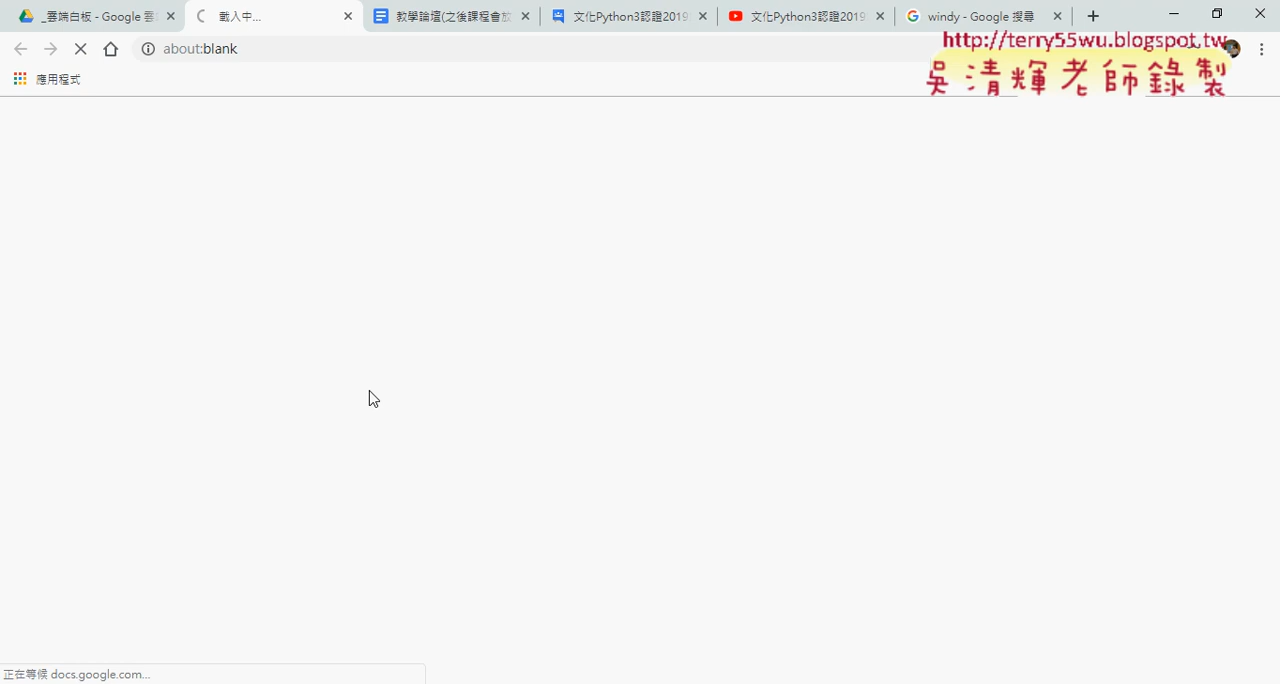 _雲端白板 - Google 雲
載入中...
教學論壇(之後課程會放
文化Python3認證2019
文化Python3認證2019
windy - Google 搜尋
about:blank
http://terry55wu.blogspot.tw
吳清輝老師錄製
應用程式
正在等候 docs.google.com...